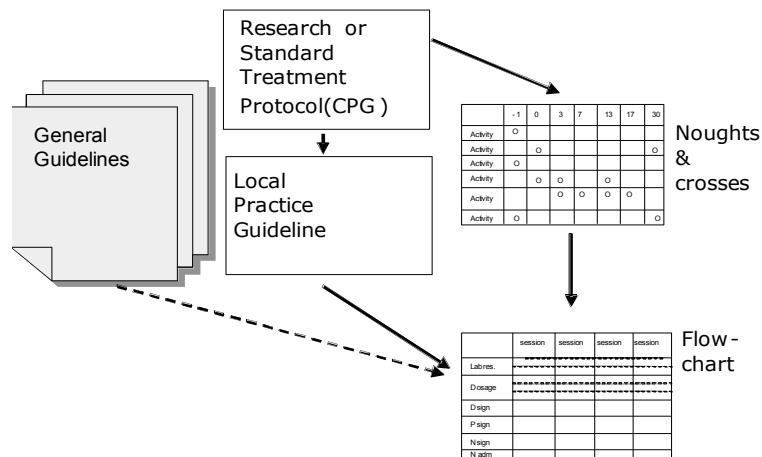 Research or
Standard
Treatment
Protocol(CPG )
General
Guidelines
Local
Practice
Guideline
- 1 0 3 7 13 17 30
Activity O
Activity O O
Activity O
Activity O O O
Activity O O O O
Activity O O
Noughts
&
crosses
session session session session
Lab res.
Dosage
D sign
P sign
N sign
N adm
Flow -
chart